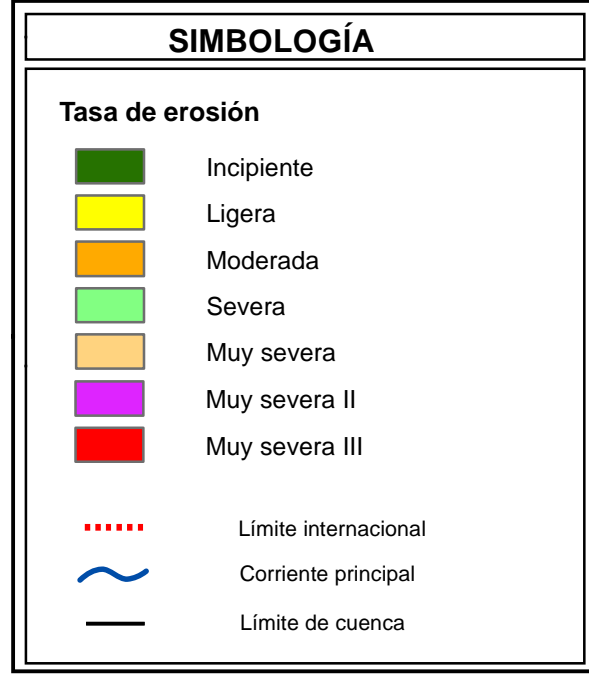 SIMBOLOGÍA
Tasa de erosión
Incipiente
Ligera
Moderada
Severa
Muy severa
Muy severa II
Muy severa III
Límite internacional
Corriente principal
Límite de cuenca